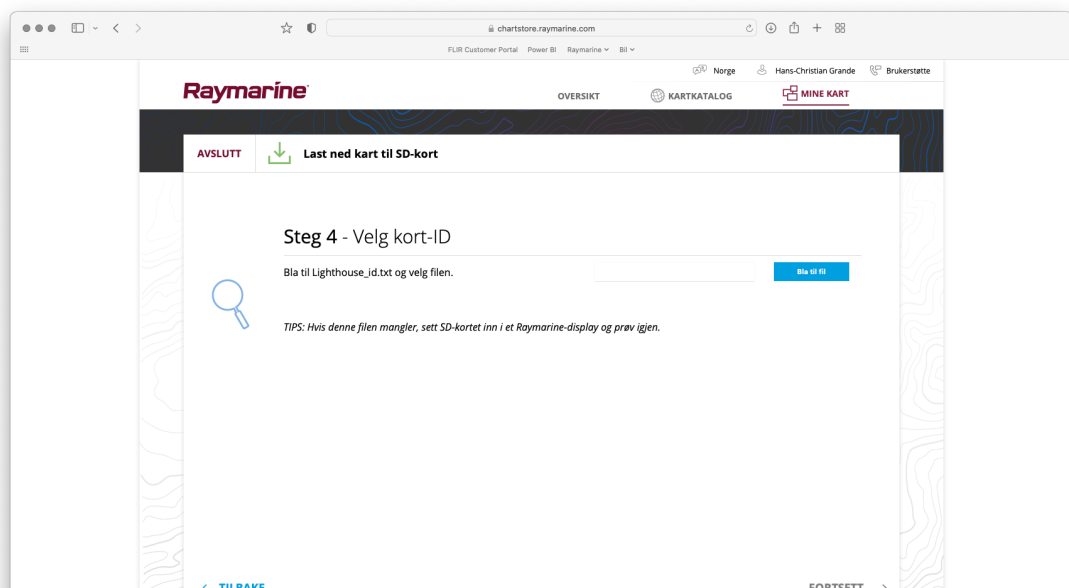 chartstore.raymarine.com
FLIR Customer Portal Power BI Raymarine Bil
Norge Hans-Christian Grande Brukerstøtte
Raymarine
OVERSIKT KARTKATALOG MINE KART
AVSLUTT Last ned kart til SD-kort
Steg 4 - Velg kort-ID
Bla til Lighthouse_id.txt og velg filen. Bla til fil
TIPS: Hvis denne filen mangler, sett SD-kortet inn i et Raymarine-display og prøv igjen.
TILBAKE FORTSETT